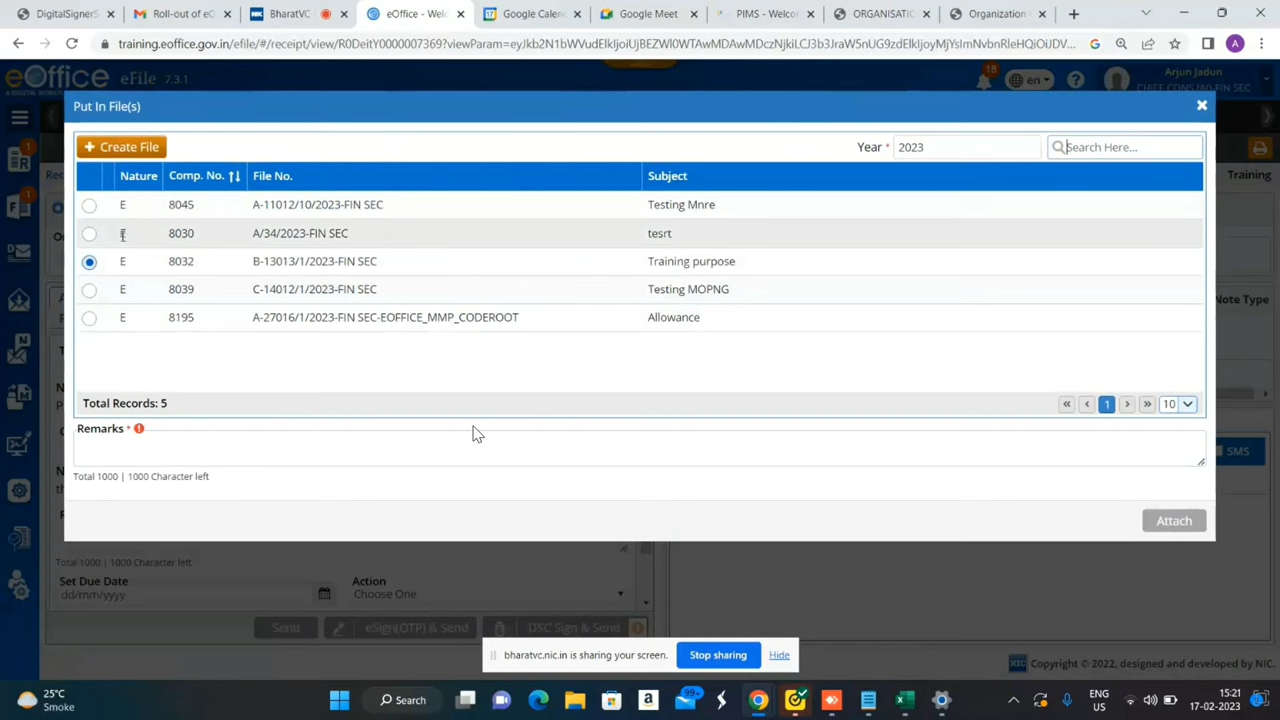 DigitalSignerS
Roll-out of eO
BharatVC
eOffice - Welc
Google Calen
Google Meet
PIMS - Welco
ORGANISATIO
Organization
training.eoffice.gov.in/efile/#/receipt/view/R0DeitY0000007369?viewParam=eyJkb2N1bWVudElkIjoiUjBEZWl0WTAwMDAwMDczNjkiLCJ3b3JraW5nUG9zdElkIjoyMjYsImNvbnRleHQiOiJDV...
eOffice eFile 7.3.1
18
en
Arjun Jadun
CHIEF CONS (AI)-FIN SEC
Put In File(s)
Create File
Year * 2023
Search Here...
Nature Comp. No. File No. Subject
E 8045 A-11012/10/2023-FIN SEC Testing Mnre
E 8030 A/34/2023-FIN SEC tesrt
E 8032 B-13013/1/2023-FIN SEC Training purpose
E 8039 C-14012/1/2023-FIN SEC Testing MOPNG
E 8195 A-27016/1/2023-FIN SEC-EOFFICE_MMP_CODEROOT Allowance
Training
Note Type
Total Records: 5
« ‹ 1 › » 10
Remarks *
SMS
Total 1000 | 1000 Character left
Attach
Total 1000 | 1000 Character left
Set Due Date
dd/mm/yyyy
Action
Choose One
Send
eSign(OTP) & Send
DSC Sign & Send
bharatvc.nic.in is sharing your screen.
Stop sharing
Hide
NIC
Copyright © 2022, designed and developed by NIC.
25°C
Smoke
Search
99+
ENG
US
15:21
17-02-2023